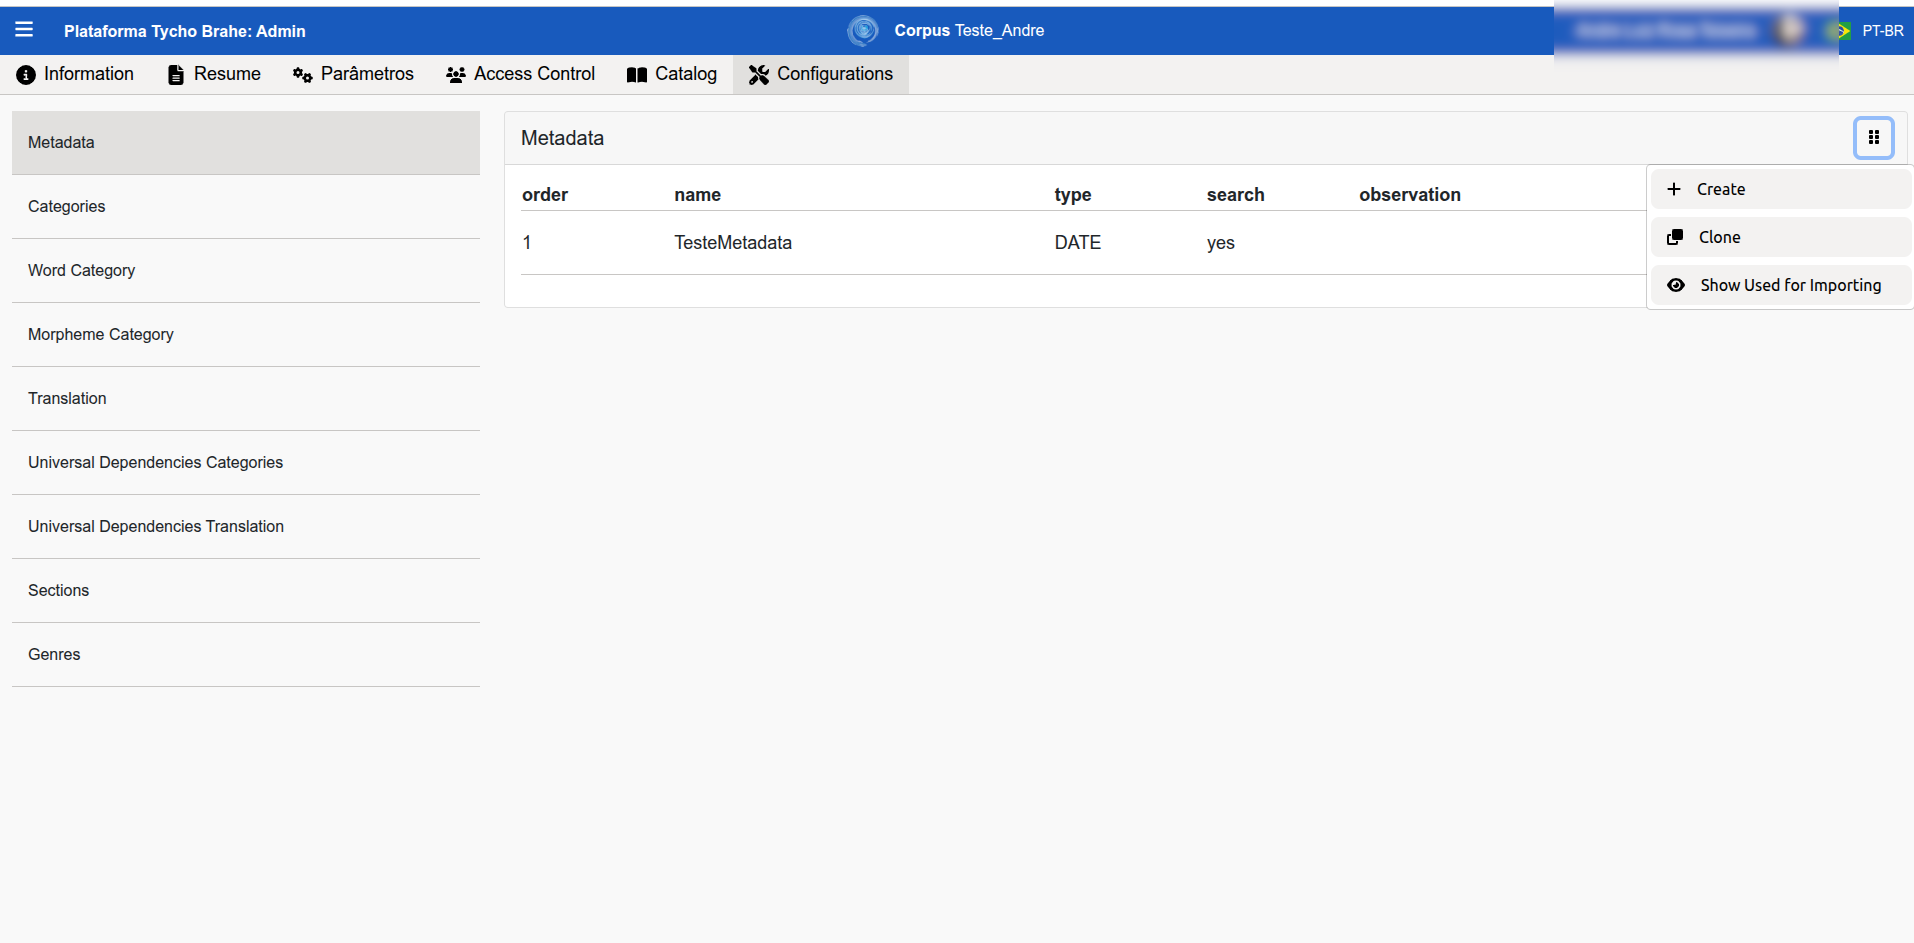 Plataforma Tycho Brahe: Admin
Corpus Teste_Andre
PT-BR
Information
Resume
Parâmetros
Access Control
Catalog
Configurations
Metadata
Categories
Word Category
Morpheme Category
Translation
Universal Dependencies Categories
Universal Dependencies Translation
Sections
Genres
Metadata
order name type search observation
1 TesteMetadata DATE yes
Create
Clone
Show Used for Importing